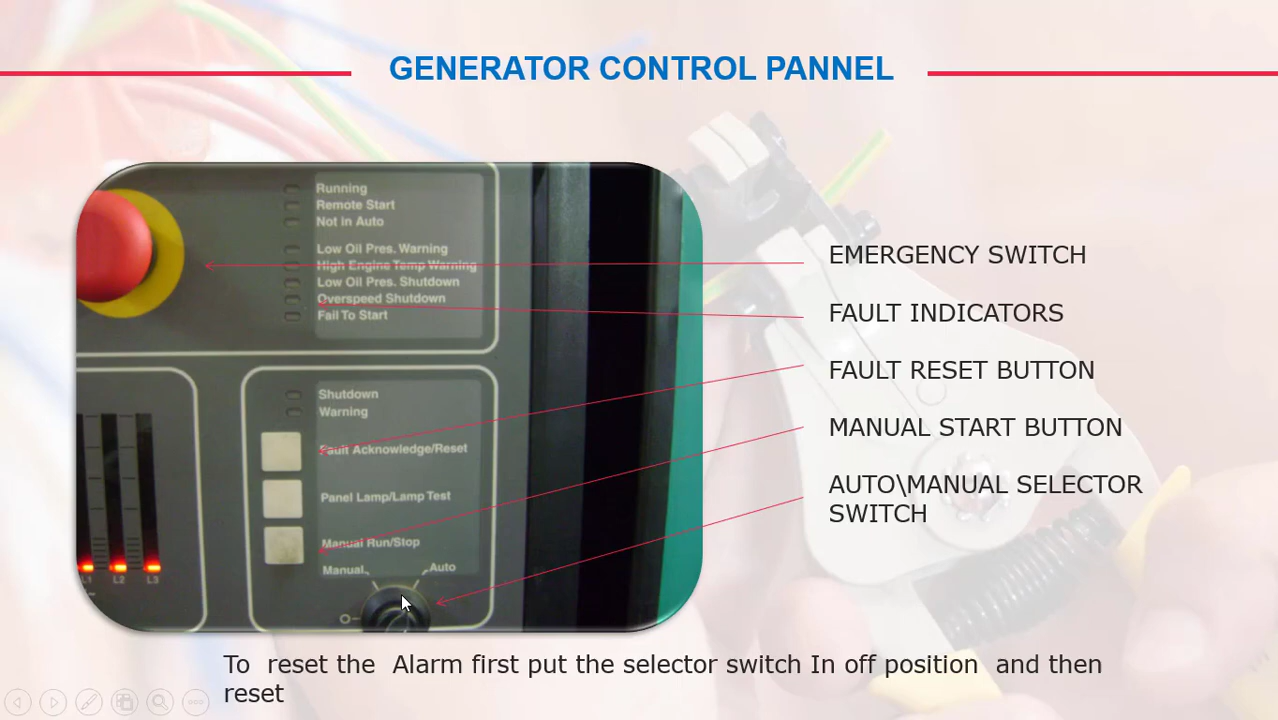 GENERATOR CONTROL PANNEL
Running
Remote Start
Not in Auto
Low Oil Pres. Warning
High Engine Temp Warning
Low Oil Pres. Shutdown
Overspeed Shutdown
Fail To Start
Shutdown
Warning
Fault Acknowledge/Reset
Panel Lamp/Lamp Test
Manual Run/Stop
Manual
Auto
O
L1 L2 L3
EMERGENCY SWITCH
FAULT INDICATORS
FAULT RESET BUTTON
MANUAL START BUTTON
AUTO\MANUAL SELECTOR
SWITCH
To reset the Alarm first put the selector switch In off position and then
reset